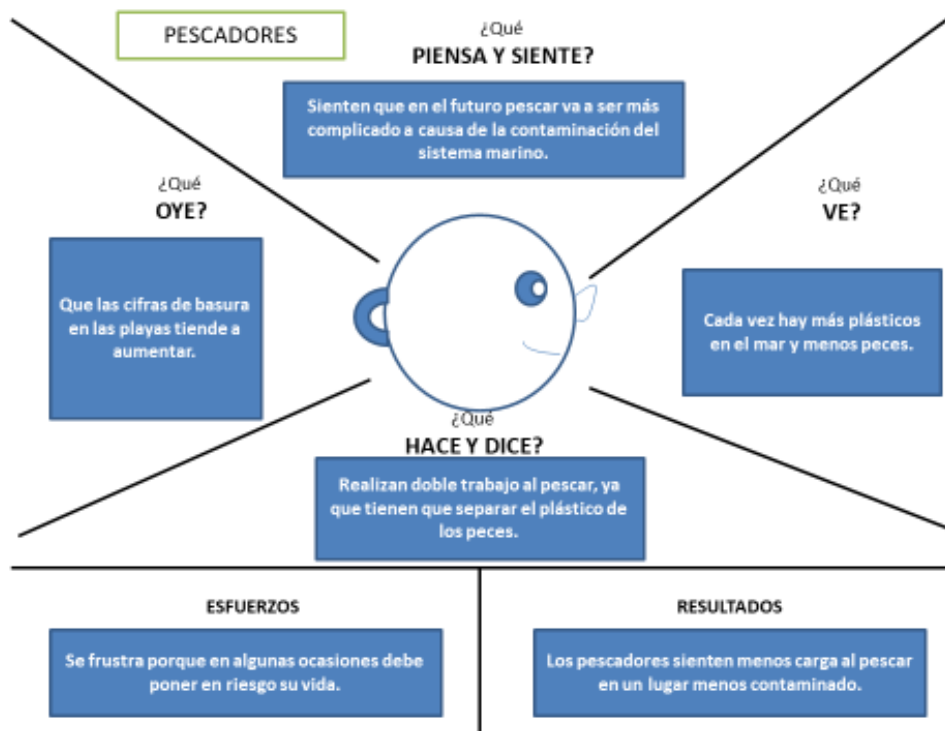 PESCADORES
¿Qué
PIENSA Y SIENTE?
Sienten que en el futuro pescar va a ser más
complicado a causa de la contaminación del
sistema marino.
¿Qué
OYE?
Que las cifras de basura
en las playas tiende a
aumentar.
¿Qué
VE?
Cada vez hay más plásticos
en el mar y menos peces.
¿Qué
HACE Y DICE?
Realizan doble trabajo al pescar, ya
que tienen que separar el plástico de
los peces.
ESFUERZOS
Se frustra porque en algunas ocasiones debe
poner en riesgo su vida.
RESULTADOS
Los pescadores sienten menos carga al pescar
en un lugar menos contaminado.